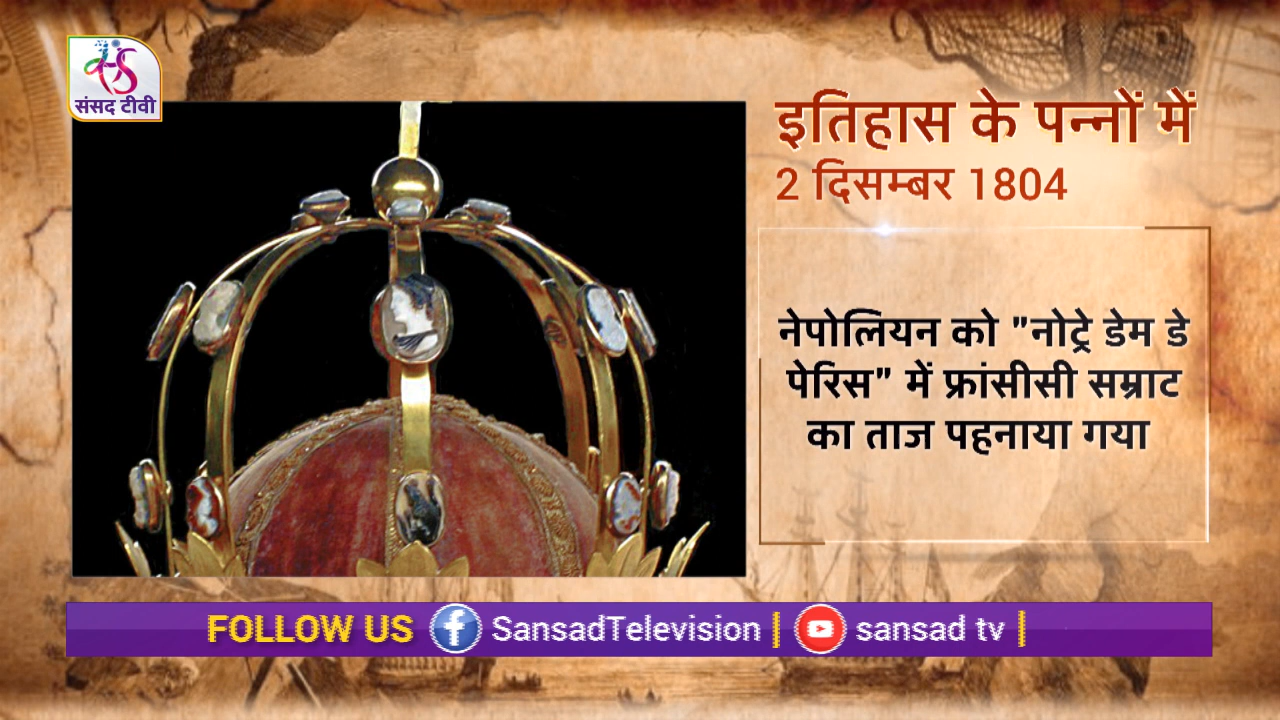 संसद टीवी
इतिहास के पन्नों में
2 दिसम्बर 1804
नेपोलियन को "नोट्रे डेम डे
पेरिस" में फ्रांसीसी सम्राट
का ताज पहनाया गया
FOLLOW US SansadTelevision | sansad tv |